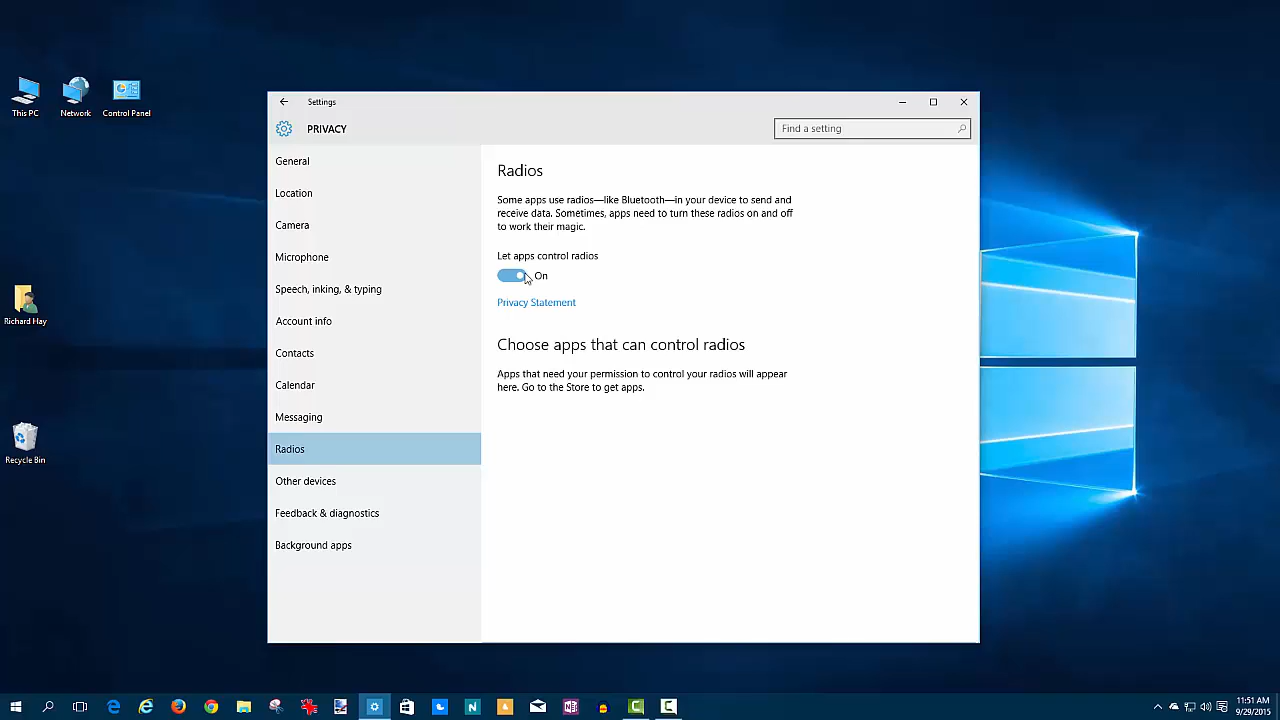 This PC
Network
Control Panel
Richard Hay
Recycle Bin
Settings
PRIVACY
Find a setting
General
Location
Camera
Microphone
Speech, inking, & typing
Account info
Contacts
Calendar
Messaging
Radios
Other devices
Feedback & diagnostics
Background apps
Radios
Some apps use radios—like Bluetooth—in your device to send and
receive data. Sometimes, apps need to turn these radios on and off
to work their magic.
Let apps control radios
On
Privacy Statement
Choose apps that can control radios
Apps that need your permission to control your radios will appear
here. Go to the Store to get apps.
11:51 AM
9/29/2015